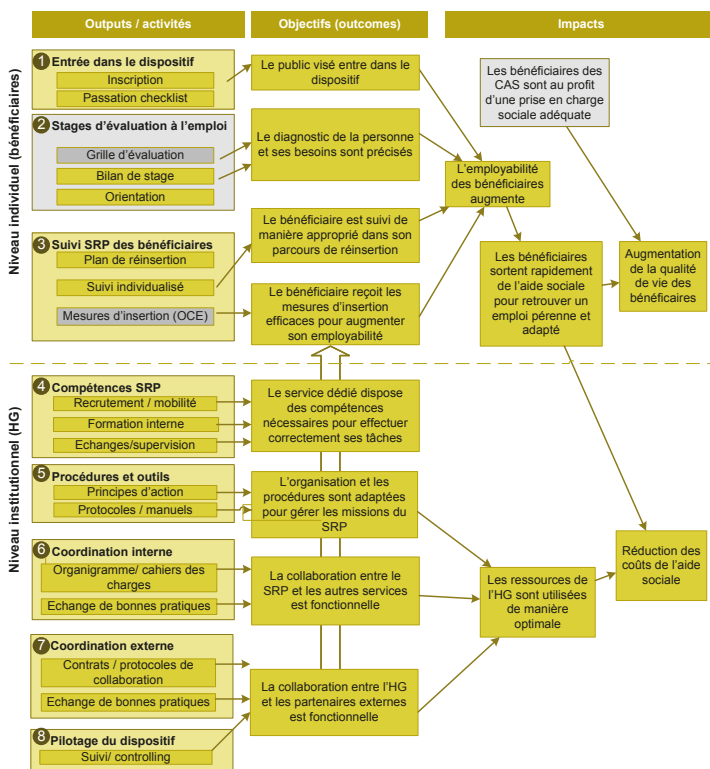 Outputs / activités
Objectifs (outcomes)
Impacts
Niveau individuel (bénéficiaires)
1 Entrée dans le dispositif
Inscription
Passation checklist
2 Stages d'évaluation à l'emploi
Grille d'évaluation
Bilan de stage
Orientation
3 Suivi SRP des bénéficiaires
Plan de réinsertion
Suivi individualisé
Mesures d'insertion (OCE)
Le public visé entre dans le
dispositif
Le diagnostic de la personne
et ses besoins sont précisés
Le bénéficiaire est suivi de
manière approprié dans son
parcours de réinsertion
Le bénéficiaire reçoit les
mesures d'insertion
efficaces pour augmenter
son employabilité
Les bénéficiaires des
CAS sont au profit
d'une prise en charge
sociale adéquate
L'employabilité
des bénéficiaires
augmente
Les bénéficiaires
sortent rapidement
de l'aide sociale
pour retrouver un
emploi pérenne et
adapté
Augmentation
de la qualité
de vie des
bénéficiaires
Niveau institutionnel (HG)
4 Compétences SRP
Recrutement / mobilité
Formation interne
Echanges/supervision
5 Procédures et outils
Principes d'action
Protocoles / manuels
6 Coordination interne
Organigramme/ cahiers des
charges
Echange de bonnes pratiques
7 Coordination externe
Contrats / protocoles de
collaboration
Echange de bonnes pratiques
8 Pilotage du dispositif
Suivi/ controlling
Le service dédié dispose
des compétences
nécessaires pour effectuer
correctement ses tâches
L'organisation et les
procédures sont adaptées
pour gérer les missions du
SRP
La collaboration entre le
SRP et les autres services
est fonctionnelle
La collaboration entre l'HG
et les partenaires externes
est fonctionnelle
Les ressources de
l'HG sont utilisées
de manière
optimale
Réduction des
coûts de l'aide
sociale